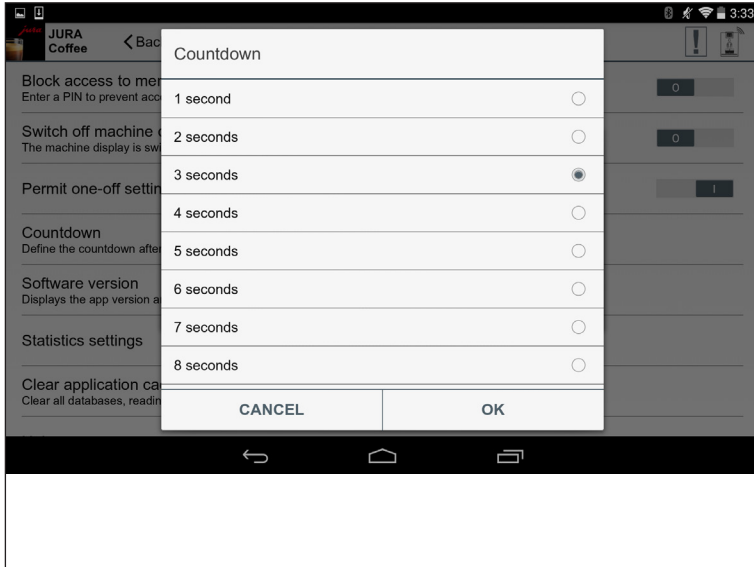 3:33
jura
JURA
Coffee
Bac
Countdown
Block access to mer
Enter a PIN to prevent acc
O
1 second
Switch off machine
The machine display is swi
O
2 seconds
3 seconds
Permit one-off settin
I
4 seconds
Countdown
Define the countdown after
5 seconds
Software version
Displays the app version a
6 seconds
7 seconds
Statistics settings
8 seconds
Clear application ca
Clear all databases, readin
CANCEL
OK